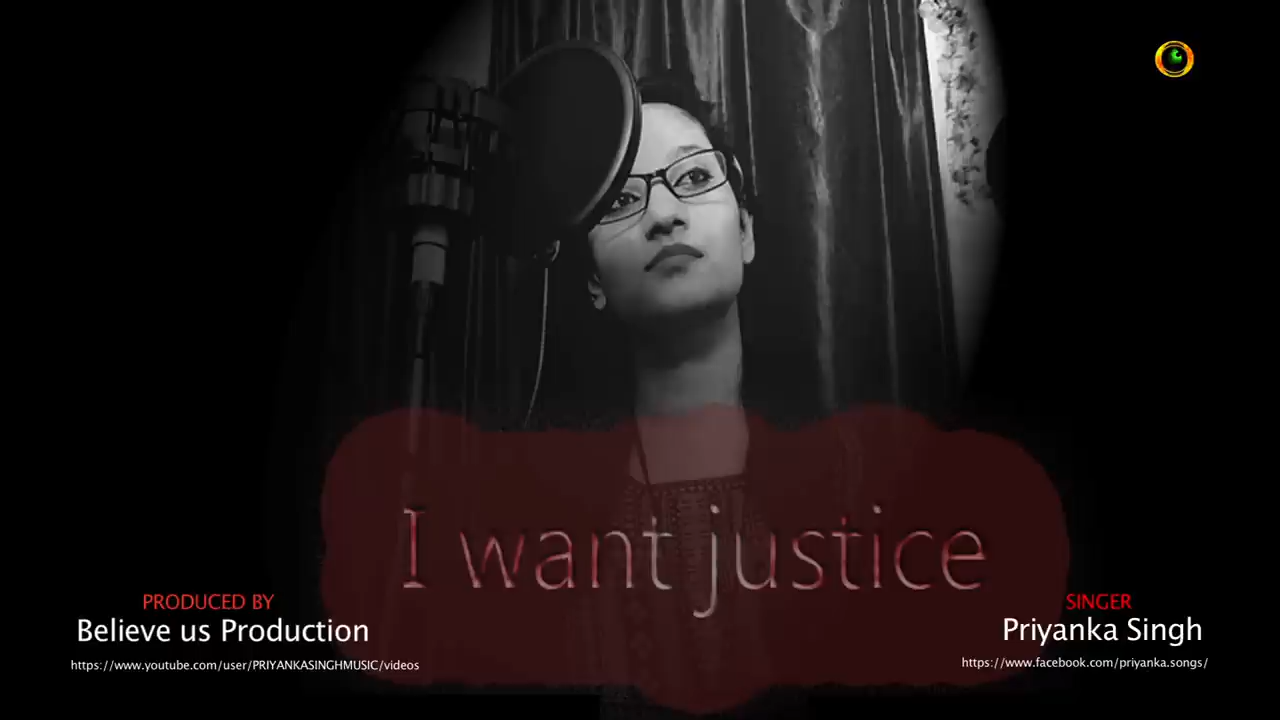 I want justice
PRODUCED BY
Believe us Production
https://www.youtube.com/user/PRIYANKASINGHMUSIC/videos
SINGER
Priyanka Singh
https://www.facebook.com/priyanka.songs/